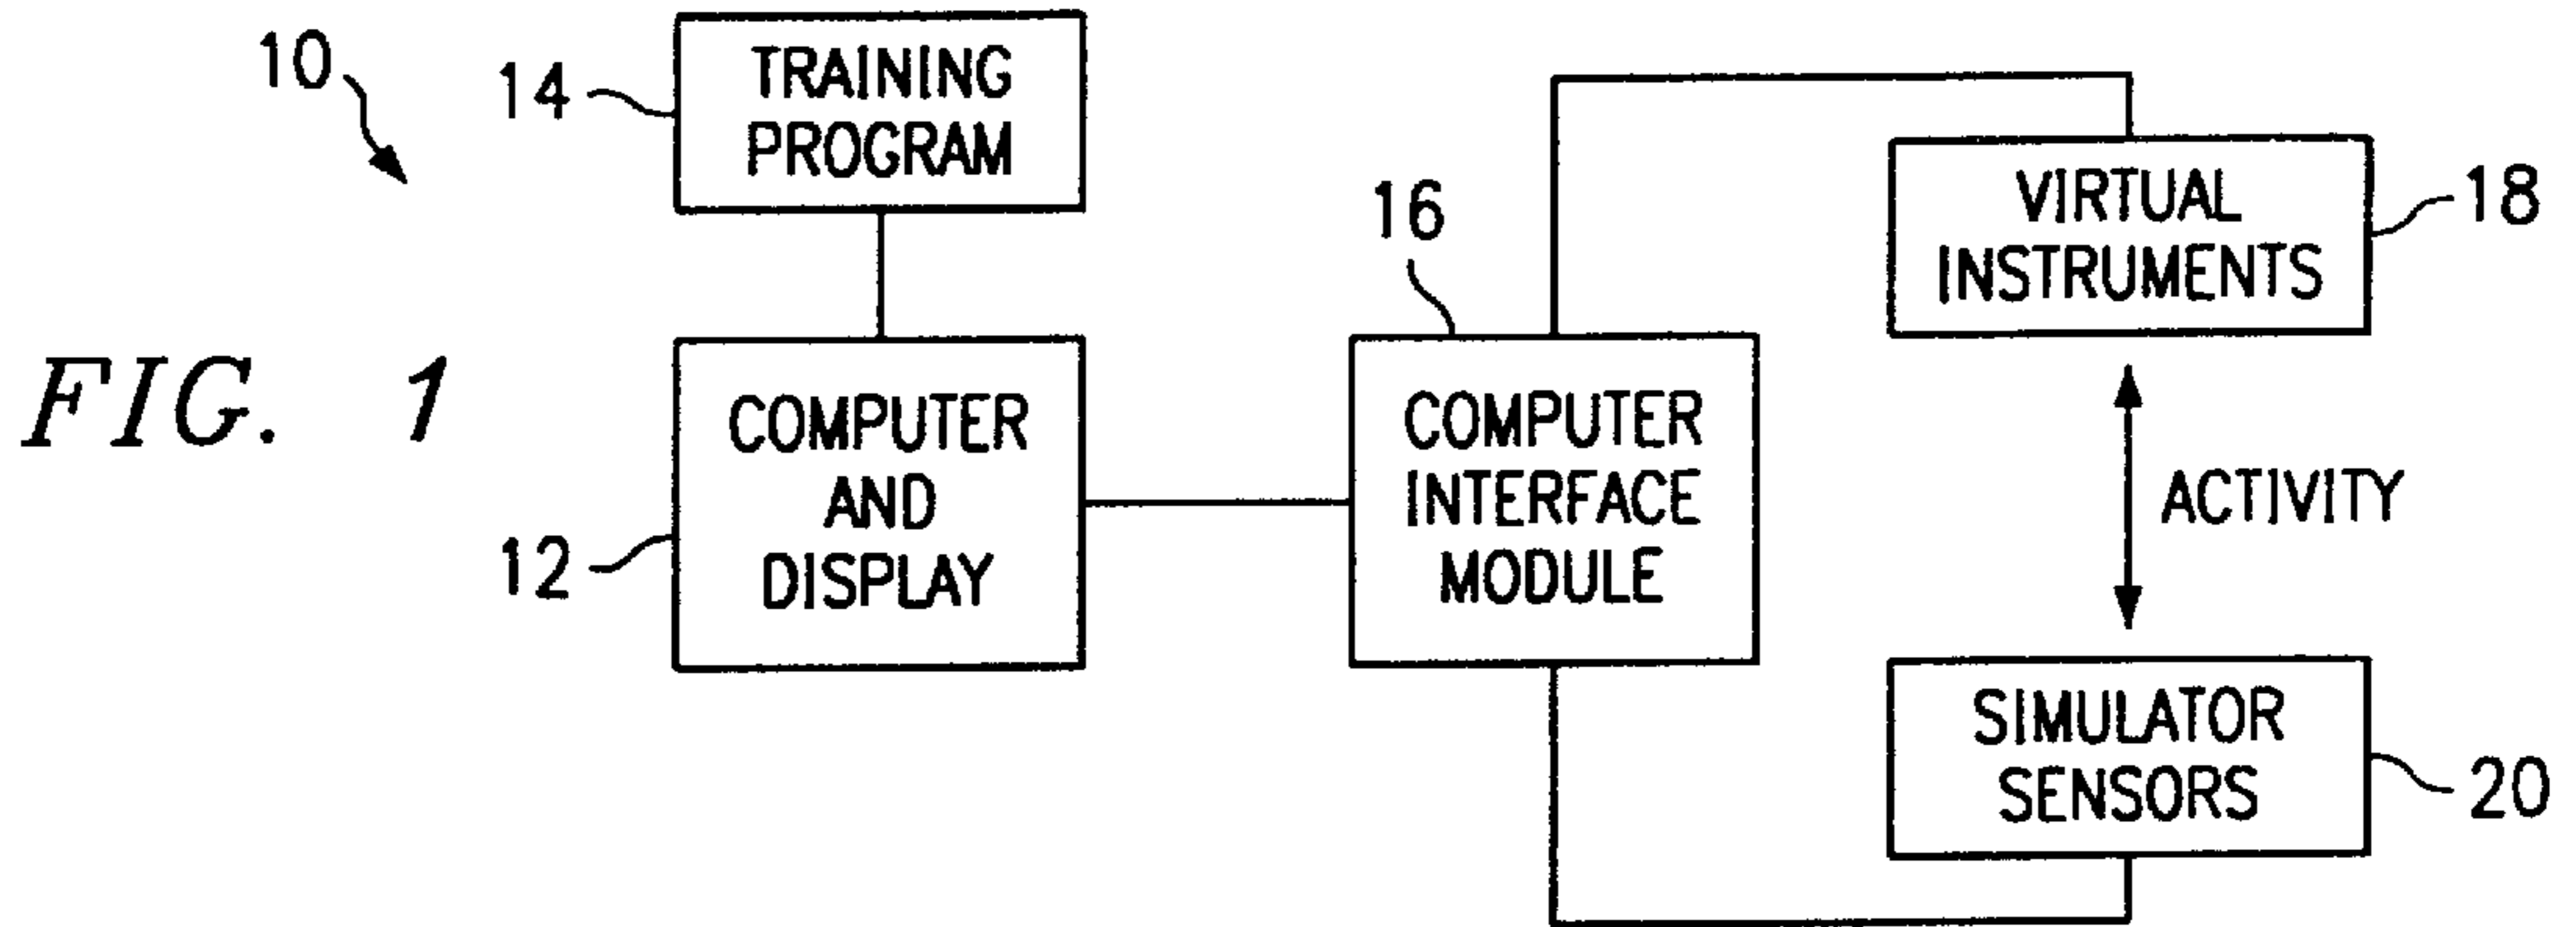 10
14
TRAINING
PROGRAM
16
VIRTUAL
INSTRUMENTS
18
FIG. 1
COMPUTER
AND
DISPLAY
12
COMPUTER
INTERFACE
MODULE
ACTIVITY
SIMULATOR
SENSORS
20